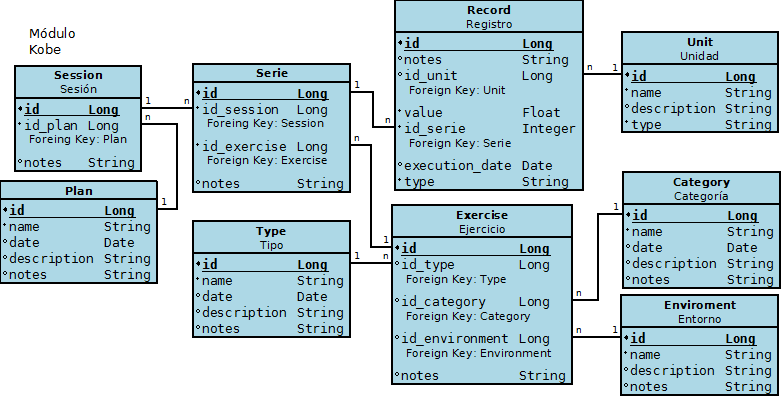 Módulo
Kobe
Session
Sesión
id Long
id_plan Long
Foreing Key: Plan
notes String
Plan
id Long
name String
date Date
description String
notes String
Serie
id Long
id_session Long
Foreing Key: Session
id_exercise Long
Foreign Key: Exercise
notes String
Type
Tipo
id Long
name String
date Date
description String
notes String
Record
Registro
id Long
notes String
id_unit Long
Foreign Key: Unit
value Float
id_serie Integer
Foreign Key: Serie
execution_date Date
type String
Exercise
Ejercicio
id Long
id_type Long
Foreign Key: Type
id_category Long
Foreign Key: Category
id_environment Long
Foreign Key: Environment
notes String
Unit
Unidad
id Long
name String
description String
type String
Category
Categoría
id Long
name String
date Date
description String
notes String
Enviroment
Entorno
id Long
name String
description String
notes String
1 n
n
1
1
n
n
1
1 n
n 1
1
n
n 1